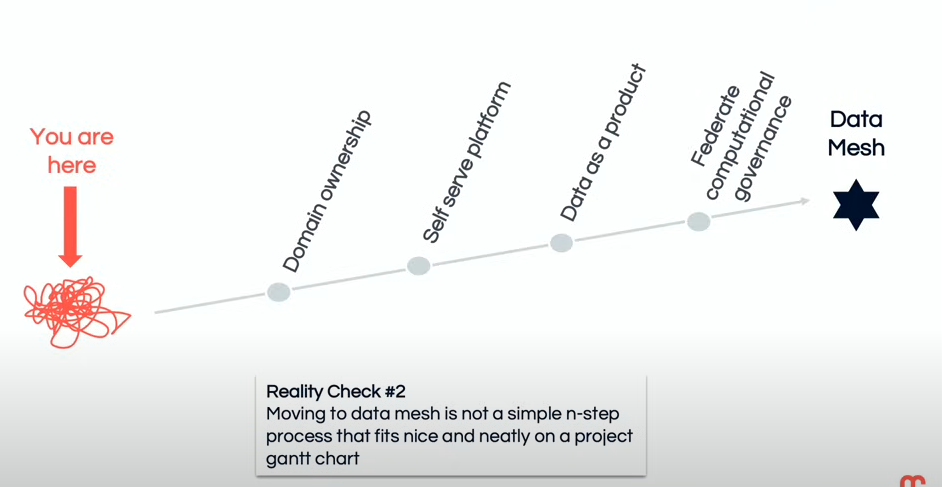 You are
here
Domain ownership
Self serve platform
Data as a product
Federate
computational
governance
Data
Mesh
Reality Check #2
Moving to data mesh is not a simple n-step
process that fits nice and neatly on a project
gantt chart